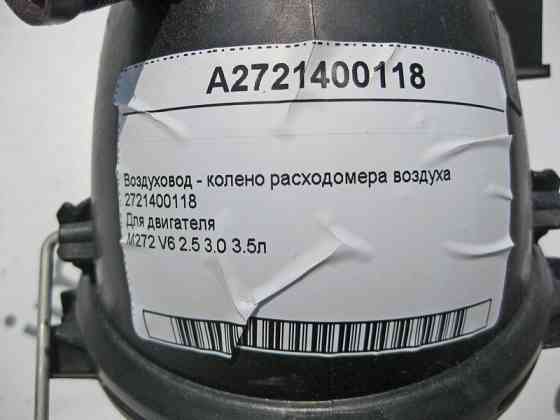 A2721400118
Воздуховод - колено расходомера воздуха
2721400118
Для двигателя
M272 V6 2.5 3.0 3.5л